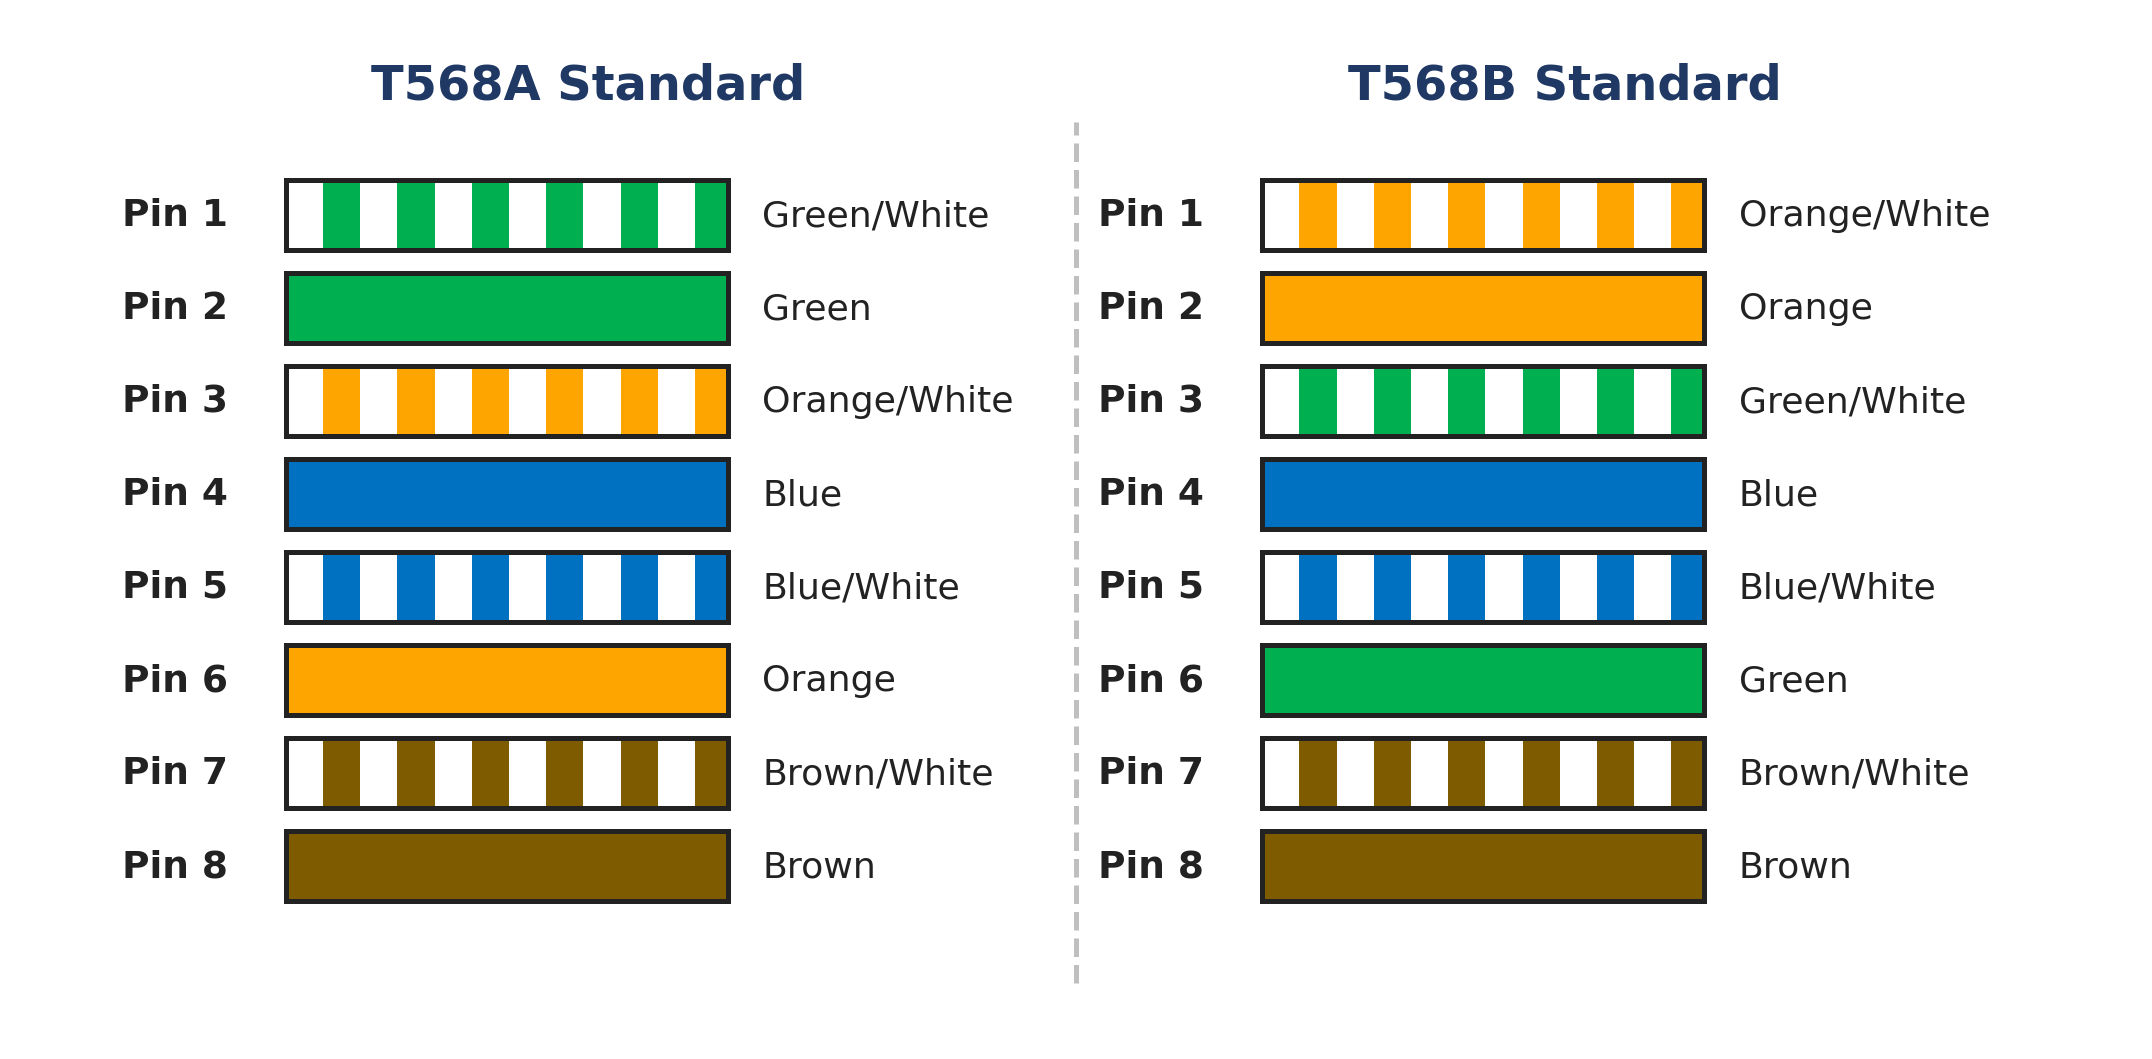 T568A Standard
Pin 1 Green/White
Pin 2 Green
Pin 3 Orange/White
Pin 4 Blue
Pin 5 Blue/White
Pin 6 Orange
Pin 7 Brown/White
Pin 8 Brown
T568B Standard
Pin 1 Orange/White
Pin 2 Orange
Pin 3 Green/White
Pin 4 Blue
Pin 5 Blue/White
Pin 6 Green
Pin 7 Brown/White
Pin 8 Brown